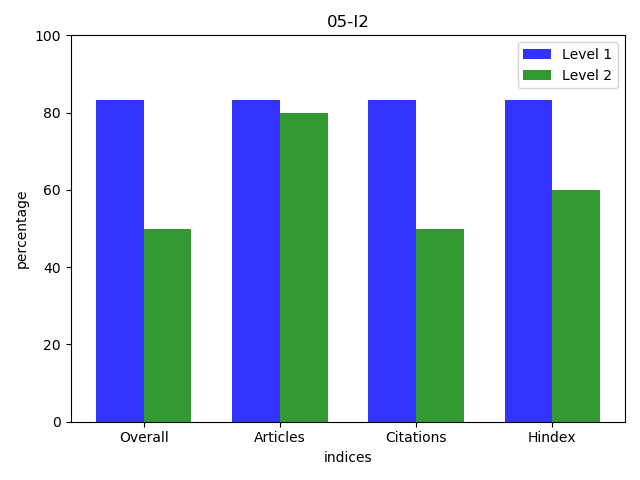 05-I2
Level 1
Level 2
percentage
100
80
60
40
20
0
Overall Articles Citations Hindex
indices